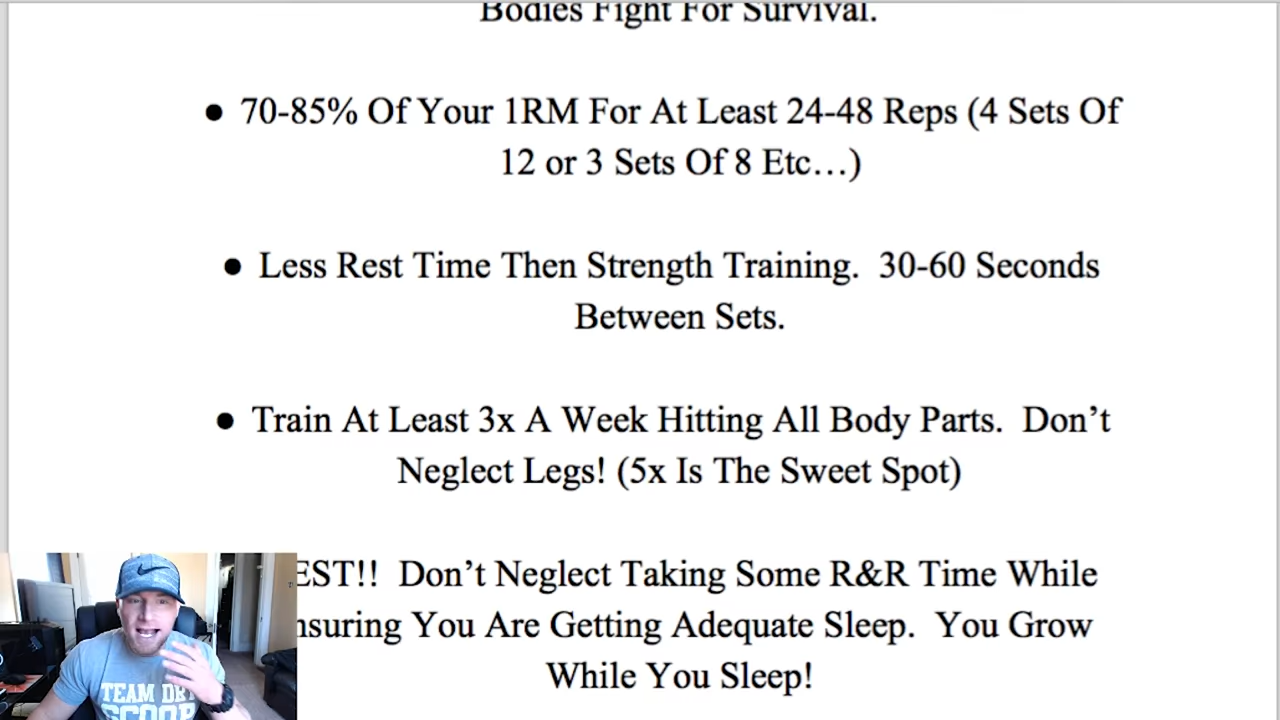 Bodies Fight For Survival.
● 70-85% Of Your 1RM For At Least 24-48 Reps (4 Sets Of
12 or 3 Sets Of 8 Etc…)
● Less Rest Time Then Strength Training.  30-60 Seconds
Between Sets.
● Train At Least 3x A Week Hitting All Body Parts.  Don’t
Neglect Legs! (5x Is The Sweet Spot)
EST!!  Don’t Neglect Taking Some R&R Time While
nsuring You Are Getting Adequate Sleep.  You Grow
While You Sleep!
TEAM DRY
SCOOP